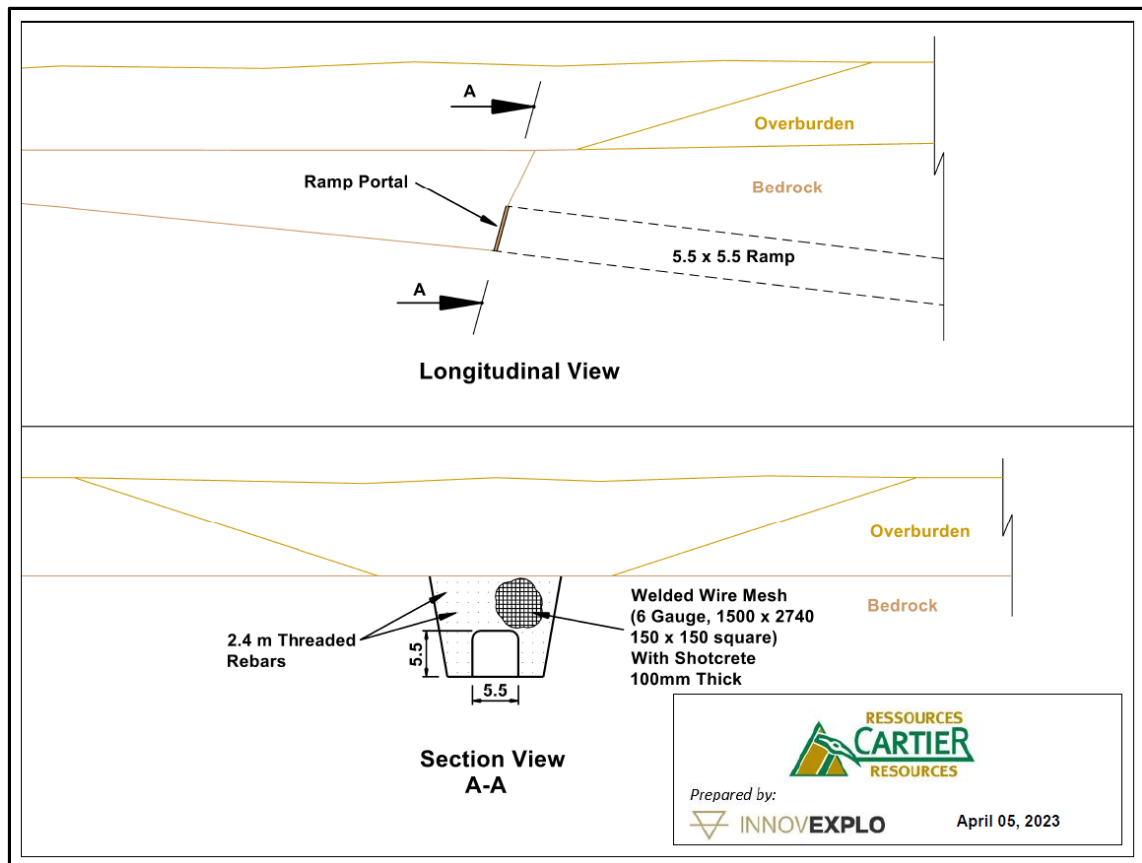 A
Overburden
Ramp Portal
Bedrock
5.5 x 5.5 Ramp
A
Longitudinal View
Overburden
Bedrock
2.4 m Threaded
Rebars
5.5
5.5
Welded Wire Mesh
(6 Gauge, 1500 x 2740
150 x 150 square)
With Shotcrete
100mm Thick
Section View
A-A
RESSOURCES
CARTIER
RESOURCES
Prepared by:
INNOVEXPLO
April 05, 2023